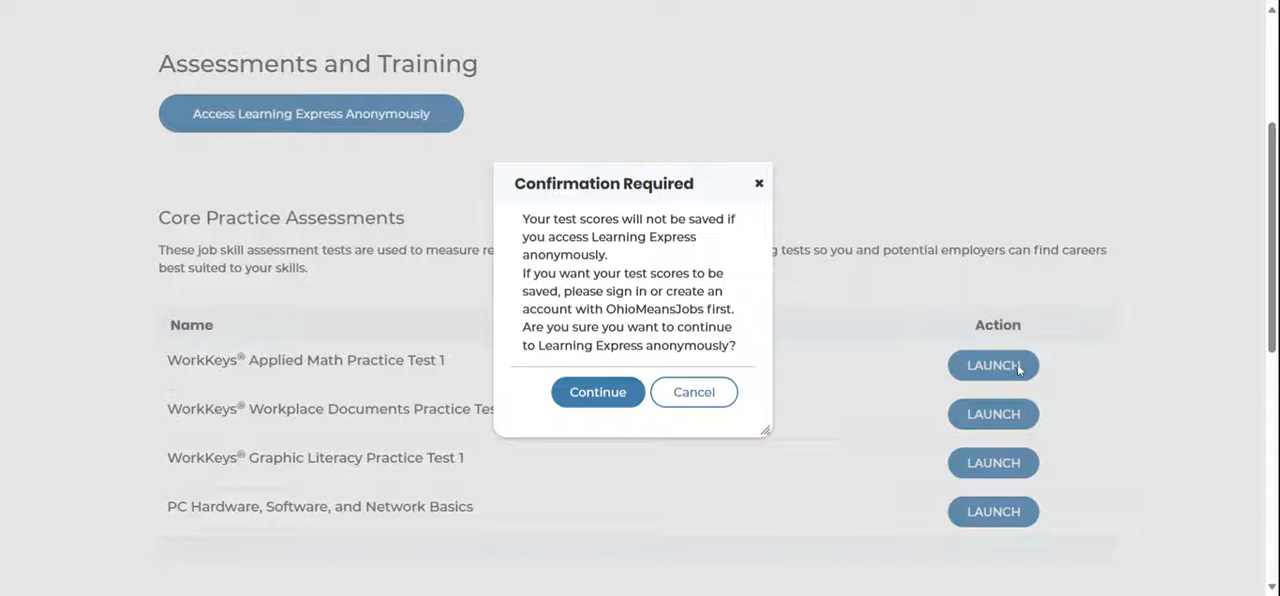 Assessments and Training
Access Learning Express Anonymously
Confirmation Required
Your test scores will not be saved if
you access Learning Express
anonymously.
If you want your test scores to be
saved, please sign in or create an
account with OhioMeansJobs first.
Are you sure you want to continue
to Learning Express anonymously?
Continue Cancel
Core Practice Assessments
These job skill assessment tests are used to measure tests so you and potential employers can find careers
best suited to your skills.
Name Action
WorkKeys® Applied Math Practice Test 1 LAUNCH
WorkKeys® Workplace Documents Practice LAUNCH
WorkKeys® Graphic Literacy Practice Test 1 LAUNCH
PC Hardware, Software, and Network Basics LAUNCH